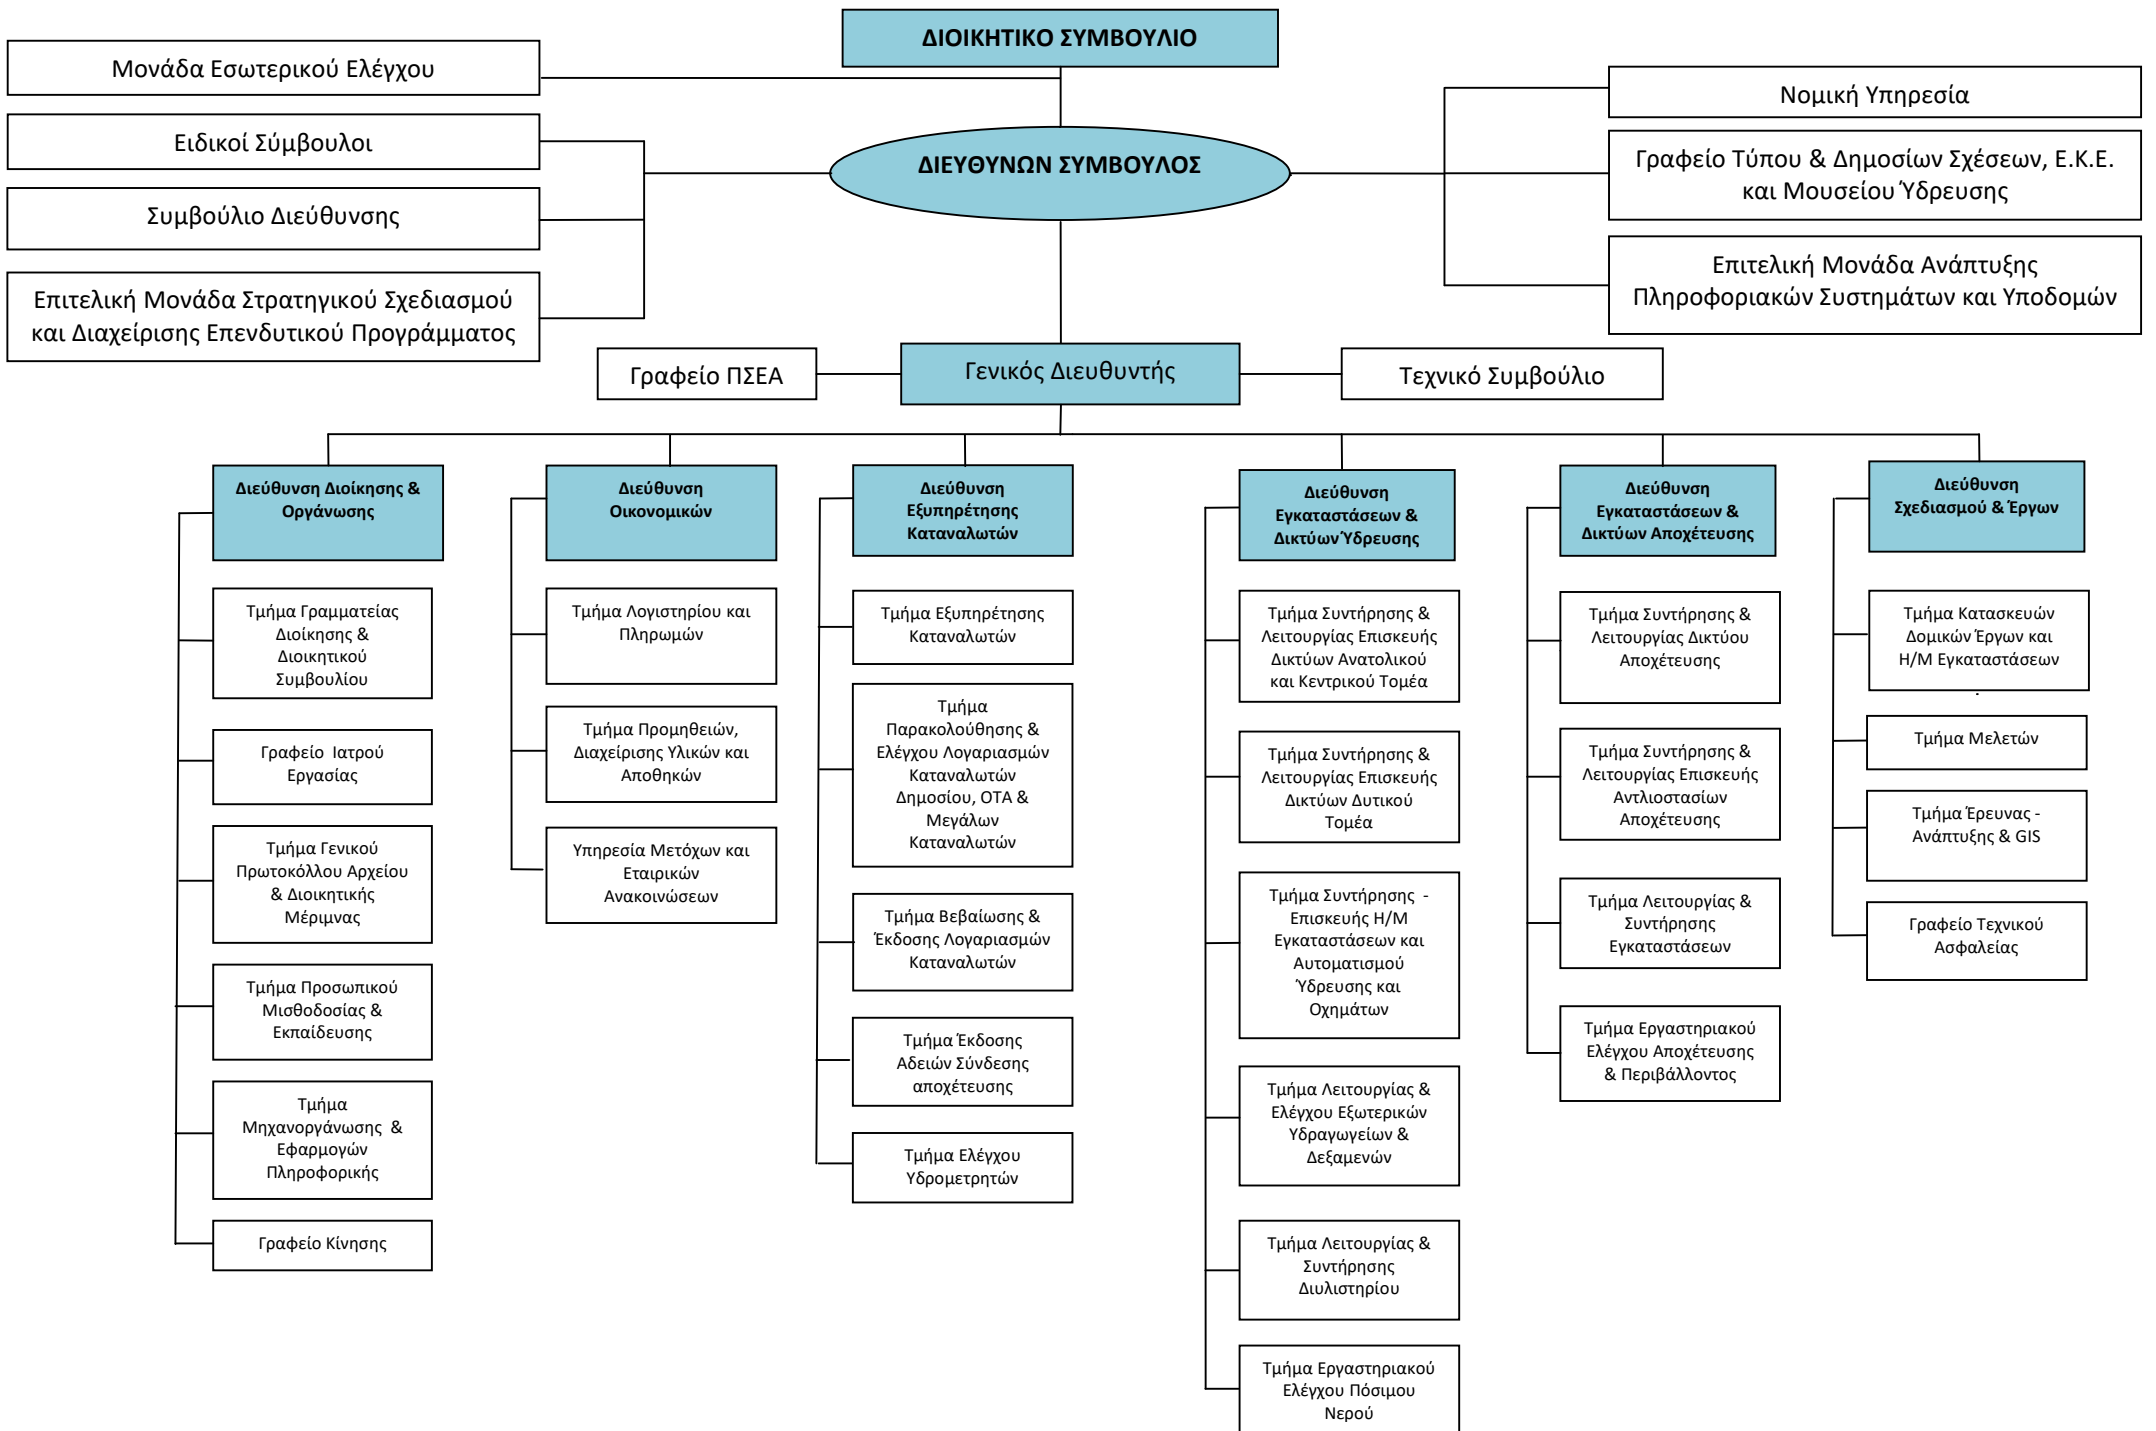 ΔΙΟΙΚΗΤΙΚΟ ΣΥΜΒΟΥΛΙΟ
Μονάδα Εσωτερικού Ελέγχου
Ειδικοί Σύμβουλοι
Συμβούλιο Διεύθυνσης
Επιτελική Μονάδα Στρατηγικού Σχεδιασμού
και Διαχείρισης Επενδυτικού Προγράμματος
ΔΙΕΥΘΥΝΩΝ ΣΥΜΒΟΥΛΟΣ
Νομική Υπηρεσία
Γραφείο Τύπου & Δημοσίων Σχέσεων, Ε.Κ.Ε.
και Μουσείου Ύδρευσης
Επιτελική Μονάδα Ανάπτυξης
Πληροφοριακών Συστημάτων και Υποδομών
Γραφείο ΠΣΕΑ
Γενικός Διευθυντής
Τεχνικό Συμβούλιο
Διεύθυνση Διοίκησης &
Οργάνωσης
Τμήμα Γραμματείας
Διοίκησης &
Διοικητικού
Συμβουλίου
Γραφείο Ιατρού
Εργασίας
Τμήμα Γενικού
Πρωτοκόλλου Αρχείου
& Διοικητικής
Μέριμνας
Τμήμα Προσωπικού
Μισθοδοσίας &
Εκπαίδευσης
Τμήμα
Μηχανοργάνωσης &
Εφαρμογών
Πληροφορικής
Γραφείο Κίνησης
Διεύθυνση
Οικονομικών
Τμήμα Λογιστηρίου και
Πληρωμών
Τμήμα Προμηθειών,
Διαχείρισης Υλικών και
Αποθηκών
Υπηρεσία Μετόχων και
Εταιρικών
Ανακοινώσεων
Διεύθυνση
Εξυπηρέτησης
Καταναλωτών
Τμήμα Εξυπηρέτησης
Καταναλωτών
Τμήμα
Παρακολούθησης &
Ελέγχου Λογαριασμών
Καταναλωτών
Δημοσίου, ΟΤΑ &
Μεγάλων
Καταναλωτών
Τμήμα Βεβαίωσης &
Έκδοσης Λογαριασμών
Καταναλωτών
Τμήμα Έκδοσης
Αδειών Σύνδεσης
αποχέτευσης
Τμήμα Ελέγχου
Υδρομετρητών
Διεύθυνση
Εγκαταστάσεων &
Δικτύων Ύδρευσης
Τμήμα Συντήρησης &
Λειτουργίας Επισκευής
Δικτύων Ανατολικού
και Κεντρικού Τομέα
Τμήμα Συντήρησης &
Λειτουργίας Επισκευής
Δικτύων Δυτικού
Τομέα
Τμήμα Συντήρησης -
Επισκευής Η/Μ
Εγκαταστάσεων και
Αυτοματισμού
Ύδρευσης και
Οχημάτων
Τμήμα Λειτουργίας &
Ελέγχου Εξωτερικών
Υδραγωγείων &
Δεξαμενών
Τμήμα Λειτουργίας &
Συντήρησης
Διυλιστηρίου
Τμήμα Εργαστηριακού
Ελέγχου Πόσιμου
Νερού
Διεύθυνση
Εγκαταστάσεων &
Δικτύων Αποχέτευσης
Τμήμα Συντήρησης &
Λειτουργίας Δικτύου
Αποχέτευσης
Τμήμα Συντήρησης &
Λειτουργίας Επισκευής
Αντλιοστασίων
Αποχέτευσης
Τμήμα Λειτουργίας &
Συντήρησης
Εγκαταστάσεων
Τμήμα Εργαστηριακού
Ελέγχου Αποχέτευσης
& Περιβάλλοντος
Διεύθυνση
Σχεδιασμού & Έργων
Τμήμα Κατασκευών
Δομικών Έργων και
Η/Μ Εγκαταστάσεων
.
Τμήμα Μελετών
Τμήμα Έρευνας -
Ανάπτυξης & GIS
Γραφείο Τεχνικού
Ασφαλείας